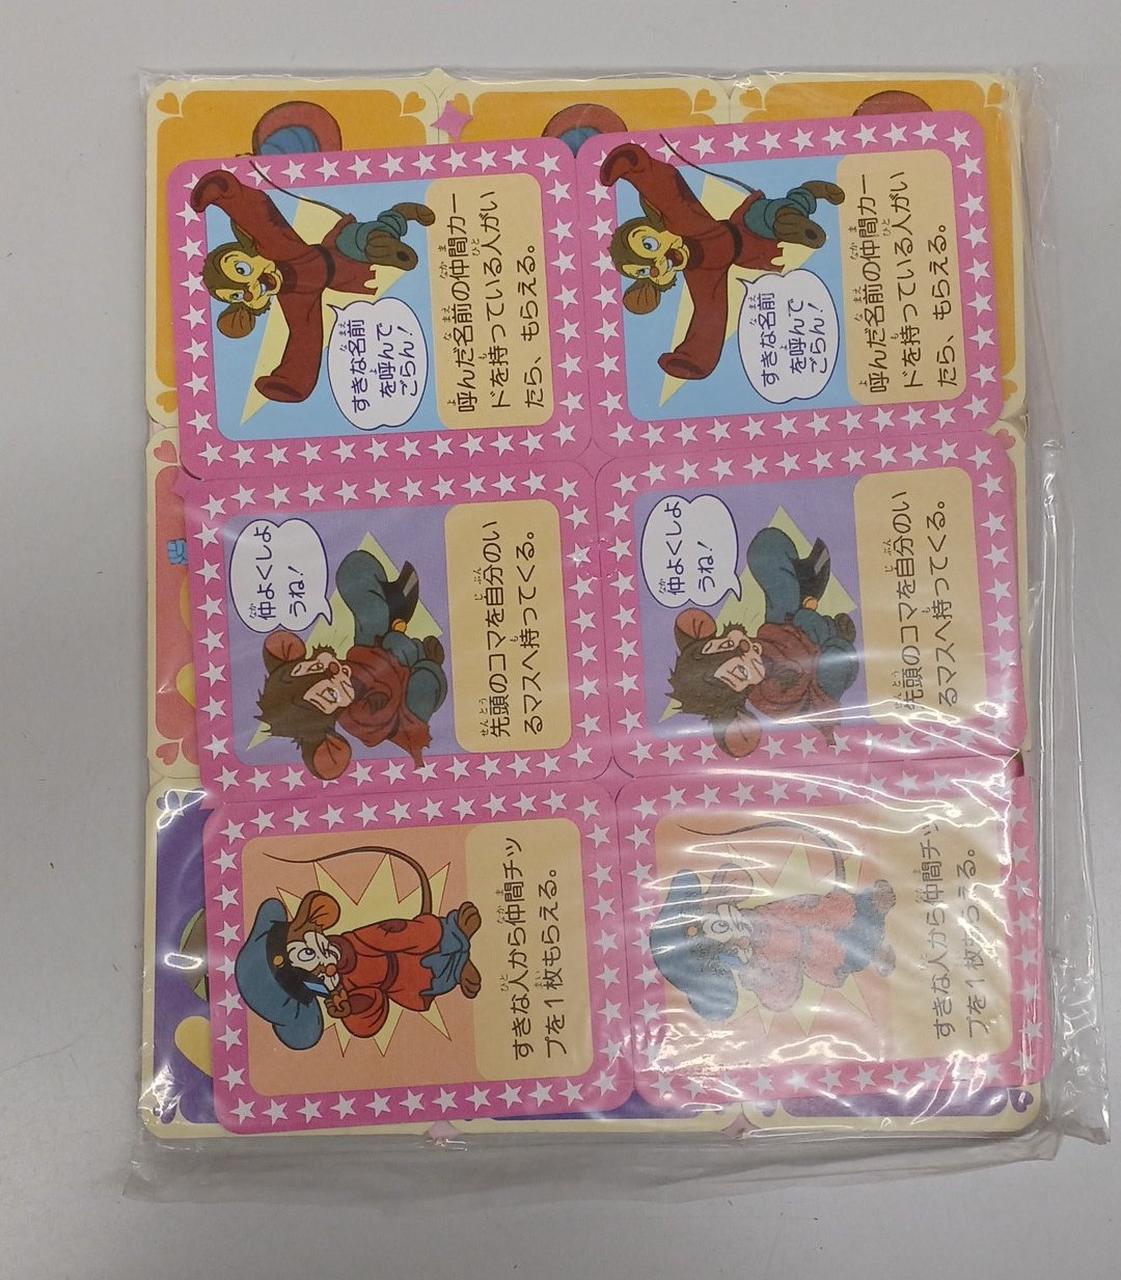 すきな名前
を呼んで
ごらん!
呼んだ名前の仲間カー
ドを持っている人がい
たら、もらえる。
すきな名前
を呼んで
ごらん!
呼んだ名前の仲間カー
ドを持っている人がい
たら、もらえる。
仲よくしよ
うね!
先頭のコマを自分のい
るマスへ持ってくる。
仲よくしよ
うね!
先頭のコマを自分のい
るマスへ持ってくる。
すきな人から仲間チッ
プを1枚もらえる。
すきな人から仲間チッ
プを1枚もらえる。